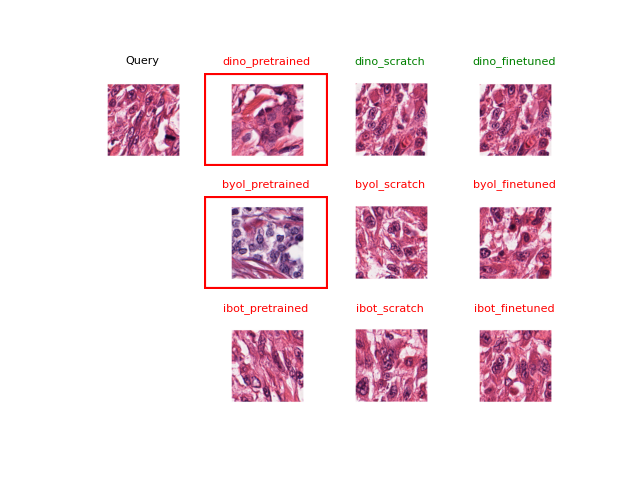 Query
dino_pretrained
dino_scratch
dino_finetuned
byol_pretrained
byol_scratch
byol_finetuned
ibot_pretrained
ibot_scratch
ibot_finetuned